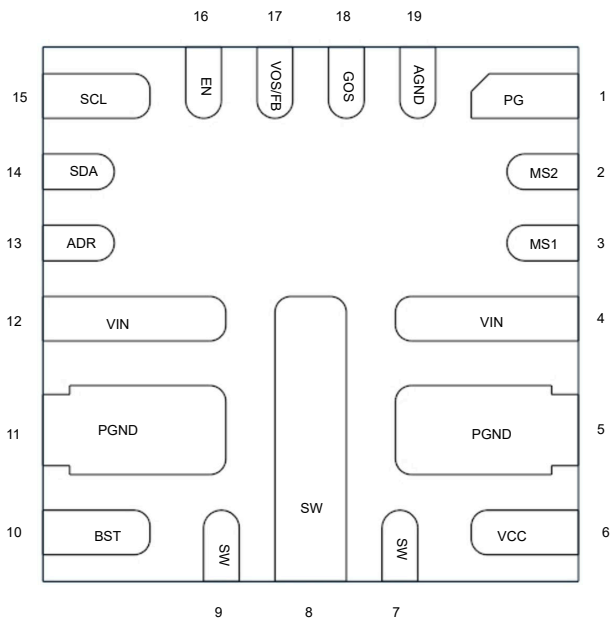 16 17 18 19
EN VOS/FB GOS AGND
15 SCL PG 1
14 SDA MS2 2
13 ADR MS1 3
12 VIN VIN 4
11 PGND PGND 5
SW
10 BST VCC 6
SW SW
9 8 7